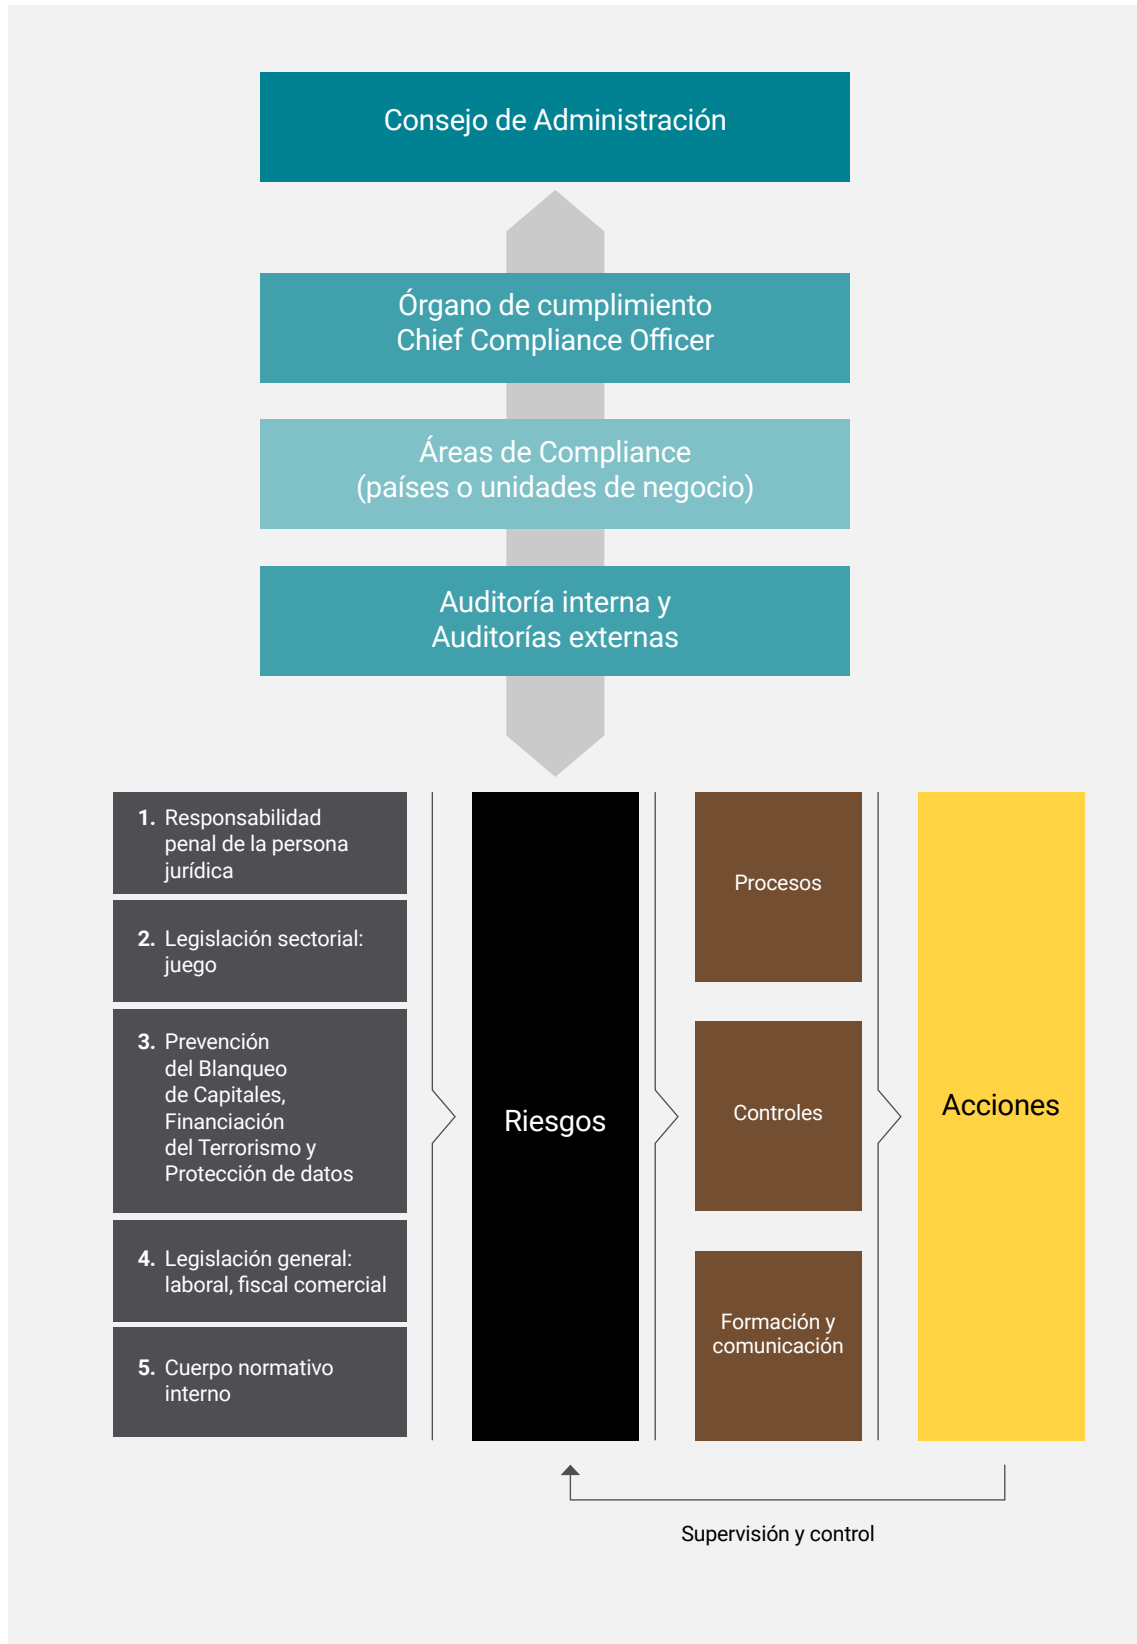 Consejo de Administración
Órgano de cumplimiento
Chief Compliance Officer
Áreas de Compliance
(países o unidades de negocio)
Auditoría interna y
Auditorías externas
1. Responsabilidad
penal de la persona
jurídica
2. Legislación sectorial:
juego
3. Prevención
del Blanqueo
de Capitales,
Financiación
del Terrorismo y
Protección de datos
4. Legislación general:
laboral, fiscal comercial
5. Cuerpo normativo
interno
Riesgos
Procesos
Controles
Formación y
comunicación
Acciones
Supervisión y control